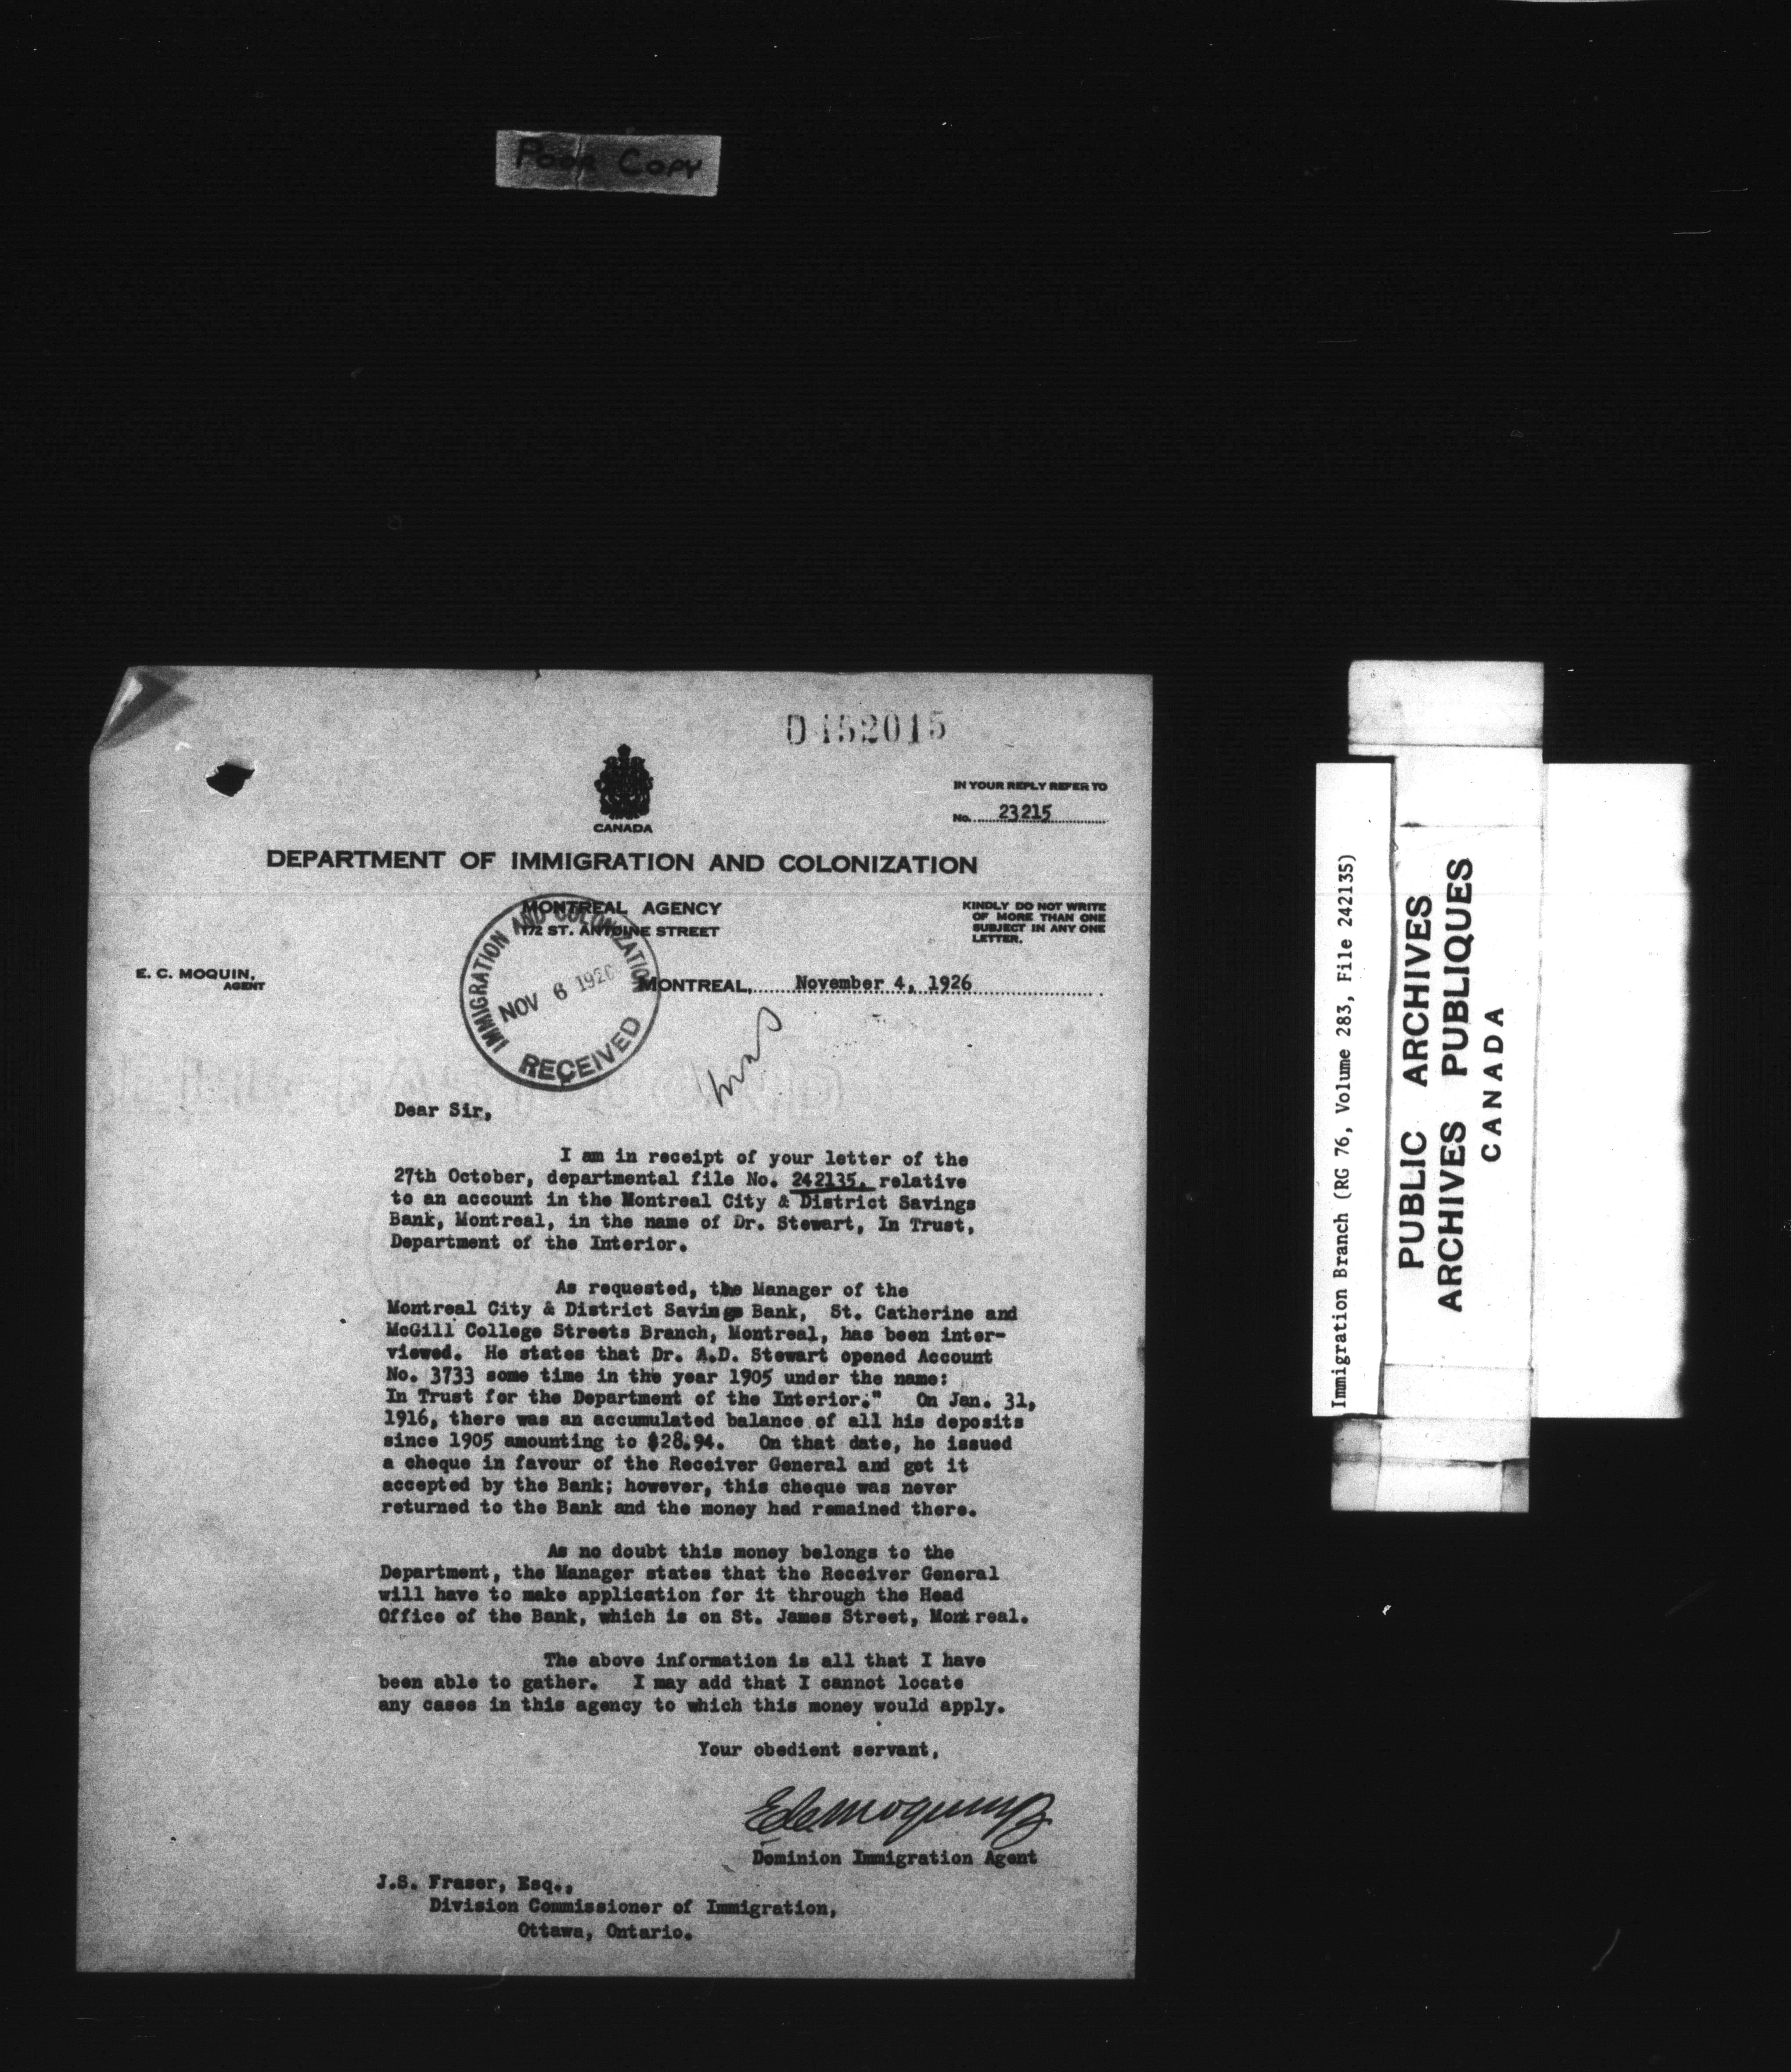 Poor Copy
D 152015
CANADA
IN YOUR REPLY REFER TO
No. 23215
DEPARTMENT OF IMMIGRATION AND COLONIZATION
MONTREAL AGENCY
172 ST. ANTOINE STREET
KINDLY DO NOT WRITE
OF MORE THAN ONE
SUBJECT IN ANY ONE
LETTER.
E. C. MOQUIN,
AGENT
IMMIGRATION AND COLONIZATION
NOV 6 1926
RECEIVED
MONTREAL, November 4, 1926
Dear Sir,
I am in receipt of your letter of the
27th October, departmental file No. 242135, relative
to an account in the Montreal City & District Savings
Bank, Montreal, in the name of Dr. Stewart, In Trust,
Department of the Interior.
As requested, the Manager of the
Montreal City & District Savings Bank, St. Catherine and
McGill College Streets Branch, Montreal, has been inter-
viewed. He states that Dr. A.D. Stewart opened Account
No. 3733 some time in the year 1905 under the name:
In Trust for the Department of the Interior." On Jan. 31,
1916, there was an accumulated balance of all his deposits
since 1905 amounting to $28.94. On that date, he issued
a cheque in favour of the Receiver General and got it
accepted by the Bank; however, this cheque was never
returned to the Bank and the money had remained there.
As no doubt this money belongs to the
Department, the Manager states that the Receiver General
will have to make application for it through the Head
Office of the Bank, which is on St. James Street, Montreal.
The above information is all that I have
been able to gather. I may add that I cannot locate
any cases in this agency to which this money would apply.
Your obedient servant,
E.C. Moquin
Dominion Immigration Agent
J.S. Fraser, Esq.,
Division Commissioner of Immigration,
Ottawa, Ontario.
Immigration Branch (RG 76, Volume 283, File 242135)
PUBLIC ARCHIVES
ARCHIVES PUBLIQUES
CANADA